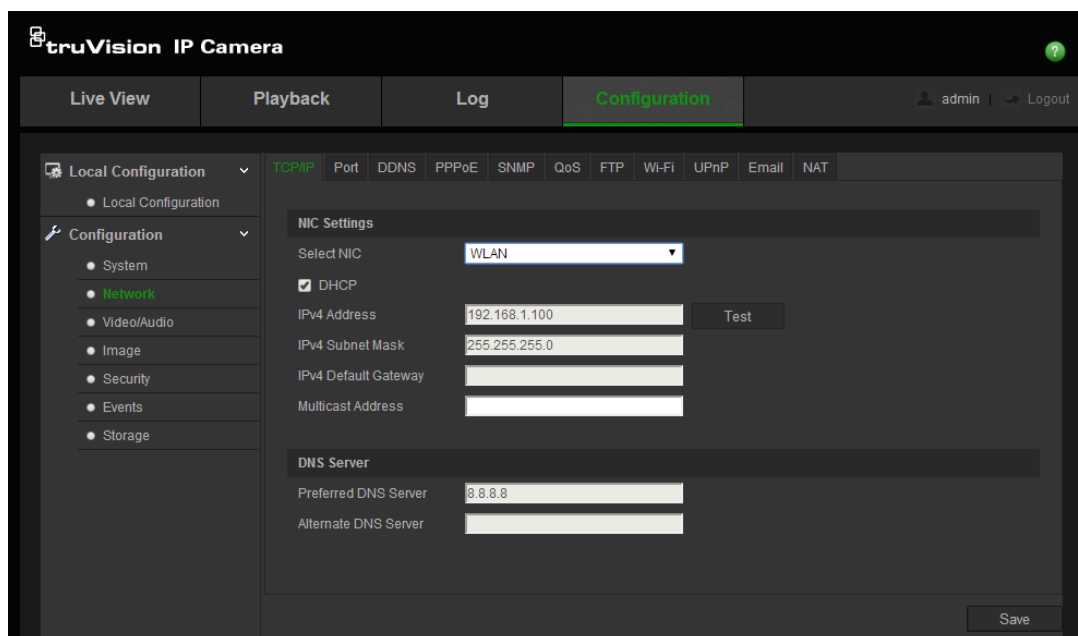 truVision IP Camera
?
Live View Playback Log Configuration admin | Logout
Local Configuration
Local Configuration
Configuration
System
Network
Video/Audio
Image
Security
Events
Storage
TCP/IP Port DDNS PPPoE SNMP QoS FTP Wi-Fi UPnP Email NAT
NIC Settings
Select NIC WLAN
DHCP
IPv4 Address 192.168.1.100 Test
IPv4 Subnet Mask 255.255.255.0
IPv4 Default Gateway
Multicast Address
DNS Server
Preferred DNS Server 8.8.8.8
Alternate DNS Server
Save